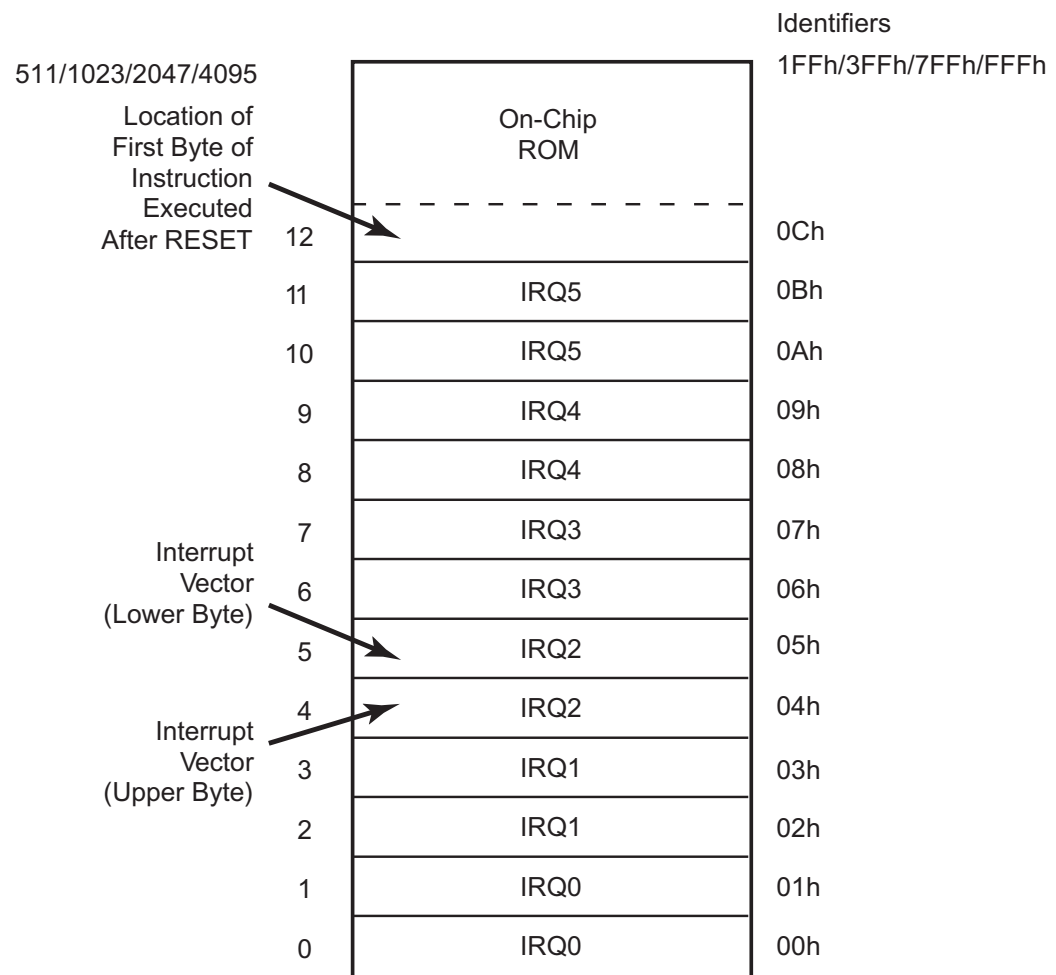 Identifiers
511/1023/2047/4095
1FFh/3FFh/7FFh/FFFh
Location of
First Byte of
Instruction
Executed
After RESET
On-Chip
ROM
12
0Ch
11
IRQ5
0Bh
10
IRQ5
0Ah
9
IRQ4
09h
8
IRQ4
08h
7
IRQ3
07h
Interrupt
Vector
(Lower Byte)
6
IRQ3
06h
5
IRQ2
05h
4
IRQ2
04h
Interrupt
Vector
(Upper Byte)
3
IRQ1
03h
2
IRQ1
02h
1
IRQ0
01h
0
IRQ0
00h